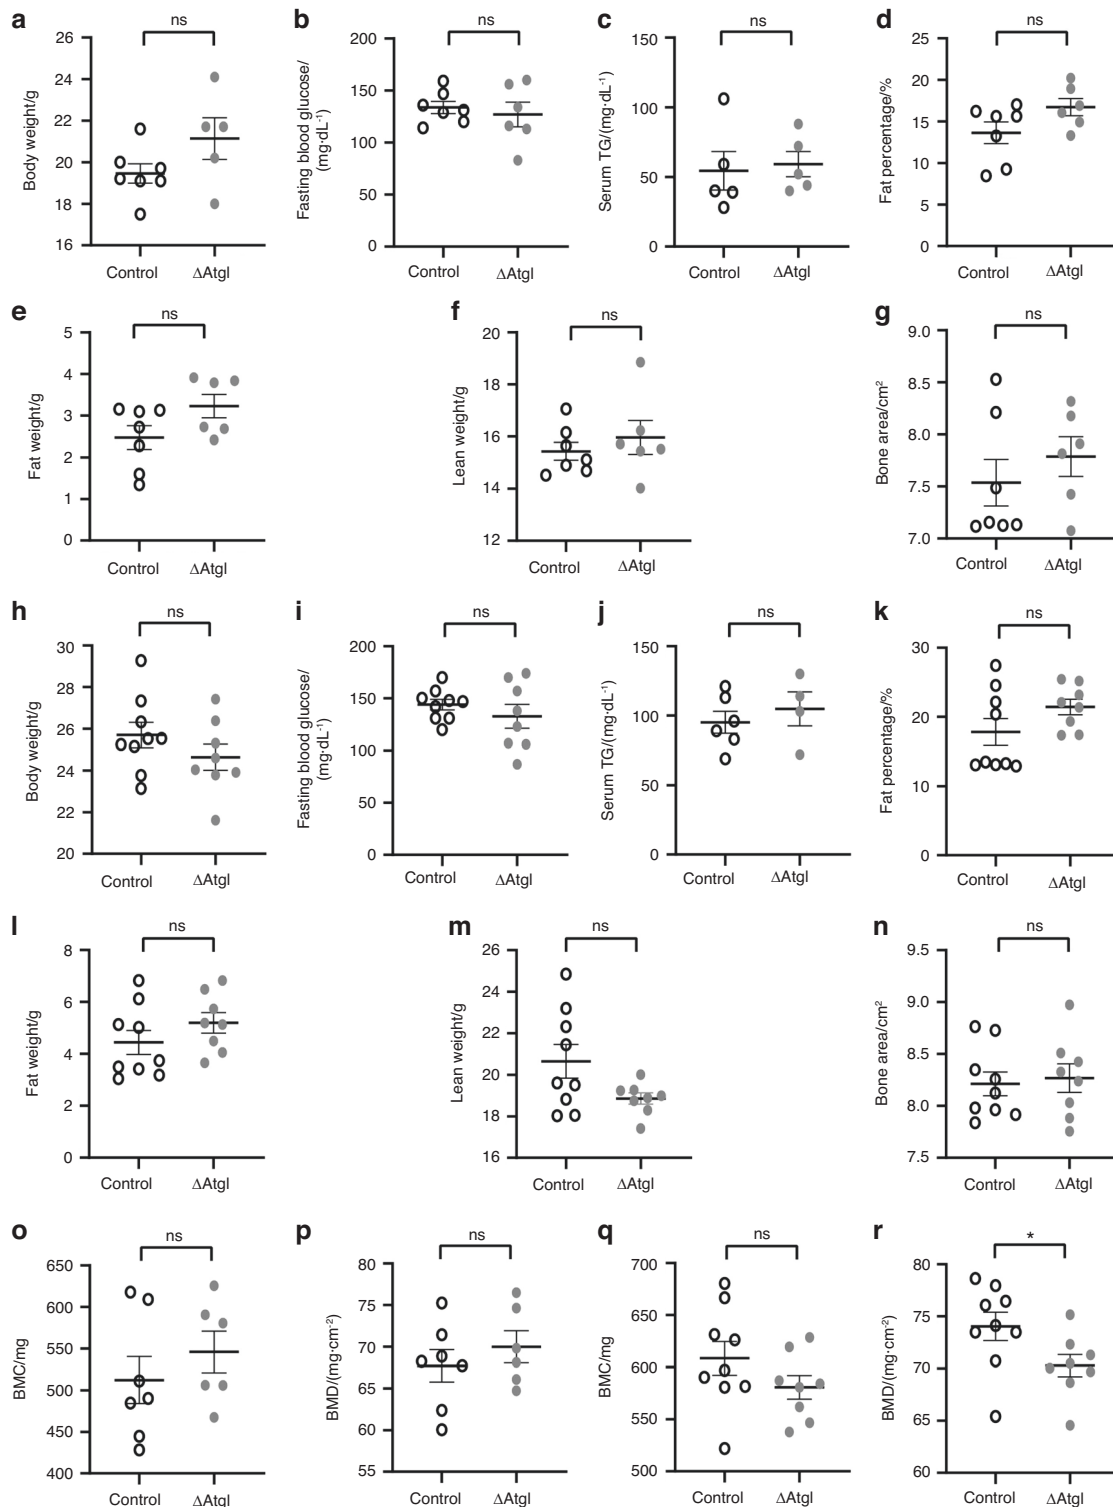 a
ns
Body weight/g
26
24
22
20
18
16
Control
ΔAtgl
b
ns
Fasting blood glucose/
(mg·dL⁻¹)
200
150
100
50
0
Control
ΔAtgl
c
ns
Serum TG/(mg·dL⁻¹)
150
100
50
0
Control
ΔAtgl
d
ns
Fat percentage/%
25
20
15
10
5
0
Control
ΔAtgl
e
ns
Fat weight/g
5
4
3
2
1
0
Control
ΔAtgl
f
ns
Lean weight/g
20
18
16
14
12
Control
ΔAtgl
g
ns
Bone area/cm²
9.0
8.5
8.0
7.5
7.0
Control
ΔAtgl
h
ns
Body weight/g
30
28
26
24
22
20
Control
ΔAtgl
i
ns
Fasting blood glucose/
(mg·dL⁻¹)
200
150
100
50
0
Control
ΔAtgl
j
ns
Serum TG/(mg·dL⁻¹)
150
100
50
0
Control
ΔAtgl
k
ns
Fat percentage/%
30
20
10
0
Control
ΔAtgl
l
ns
Fat weight/g
8
6
4
2
0
Control
ΔAtgl
m
ns
Lean weight/g
26
24
22
20
18
16
Control
ΔAtgl
n
ns
Bone area/cm²
9.5
9.0
8.5
8.0
7.5
Control
ΔAtgl
o
ns
BMC/mg
650
600
550
500
450
400
Control
ΔAtgl
p
ns
BMD/(mg·cm⁻²)
80
75
70
65
60
55
Control
ΔAtgl
q
ns
BMC/mg
700
650
600
550
500
Control
ΔAtgl
r
*
BMD/(mg·cm⁻²)
80
75
70
65
60
Control
ΔAtgl